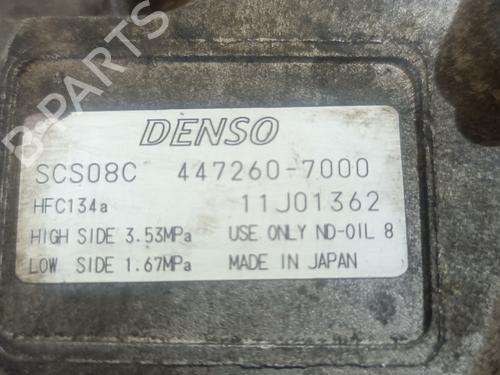 B-PARTS
DENSO
SCS08C 447260-7000
HFC134a 11J01362
HIGH SIDE 3.53MPa USE ONLY ND-OIL 8
LOW SIDE 1.67MPa MADE IN JAPAN